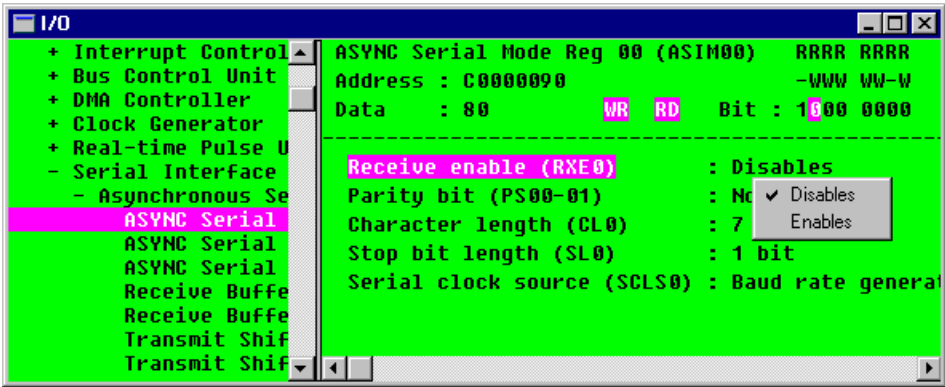 I/O
+ Interrupt Control
+ Bus Control Unit
+ DMA Controller
+ Clock Generator
+ Real-time Pulse U
- Serial Interface
- Asynchronous Se
ASYNC Serial
ASYNC Serial
ASYNC Serial
Receive Buffe
Receive Buffe
Transmit Shif
Transmit Shif
ASYNC Serial Mode Reg 00 (ASIM00) RRRR RRRR
Address : C0000090 -WWW WW-W
Data : 80 WR RD Bit : 1000 0000
Receive enable (RXE0) : Disables
Parity bit (PS00-01) : No
Character length (CL0) : 7
Stop bit length (SL0) : 1 bit
Serial clock source (SCLS0) : Baud rate generat
Disables
Enables